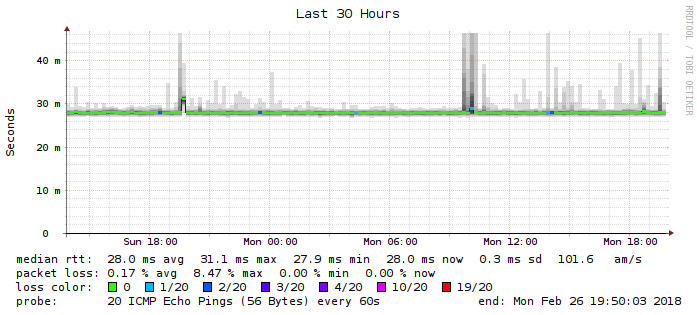 Last 30 Hours
RRDTOOL / TOBI OETIKER
Seconds
40 m
30 m
20 m
10 m
0
Sun 18:00 Mon 00:00 Mon 06:00 Mon 12:00 Mon 18:00
median rtt: 28.0 ms avg 31.1 ms max 27.9 ms min 28.0 ms now 0.3 ms sd 101.6 am/s
packet loss: 0.17 % avg 8.47 % max 0.00 % min 0.00 % now
loss color: 0 1/20 2/20 3/20 4/20 10/20 19/20
probe: 20 ICMP Echo Pings (56 Bytes) every 60s end: Mon Feb 26 19:50:03 2018